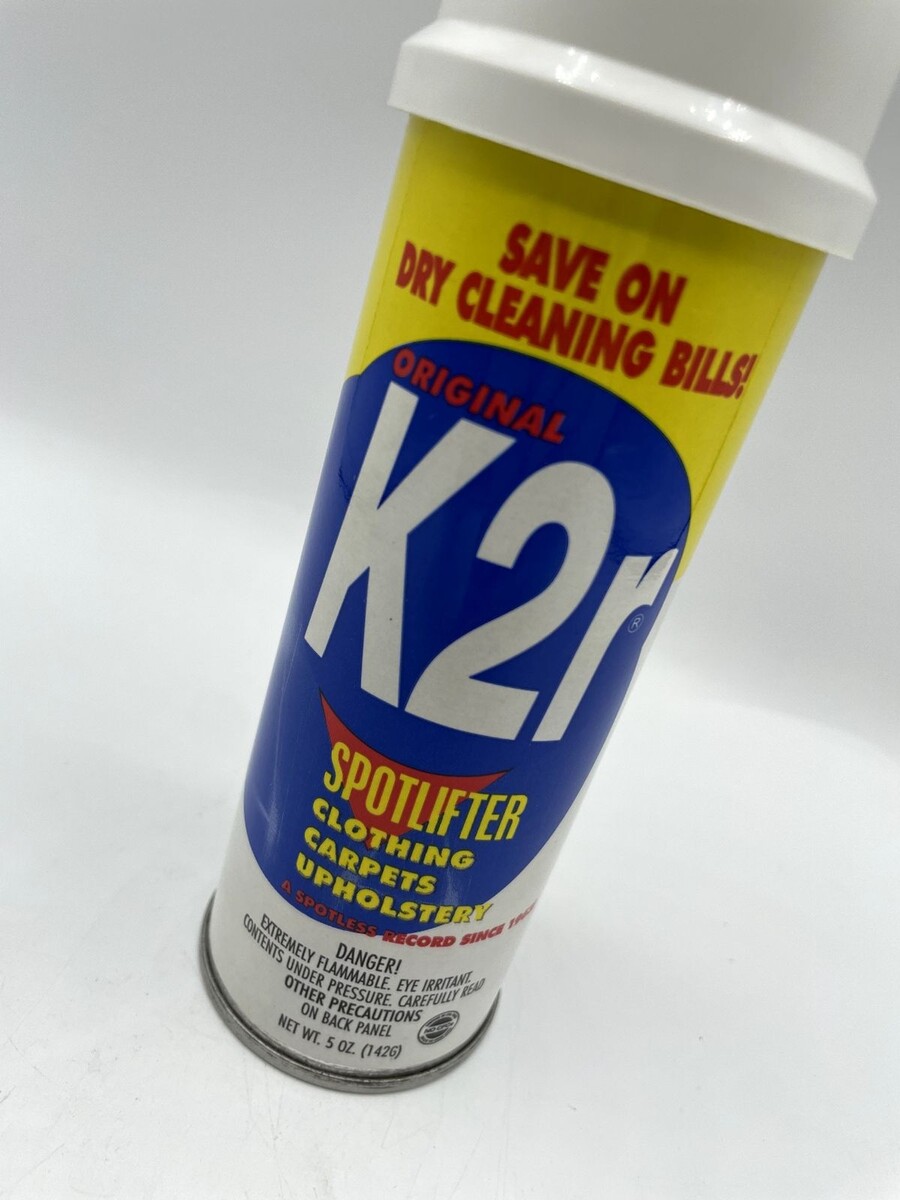 SAVE ON
DRY CLEANING BILLS!
ORIGINAL
K2r®
SPOTLIFTER
CLOTHING
CARPETS
UPHOLSTERY
A SPOTLESS RECORD SINCE
DANGER!
EXTREMELY FLAMMABLE. EYE IRRITANT.
CONTENTS UNDER PRESSURE. CAREFULLY READ
OTHER PRECAUTIONS
ON BACK PANEL
NET WT. 5 OZ. (142G)